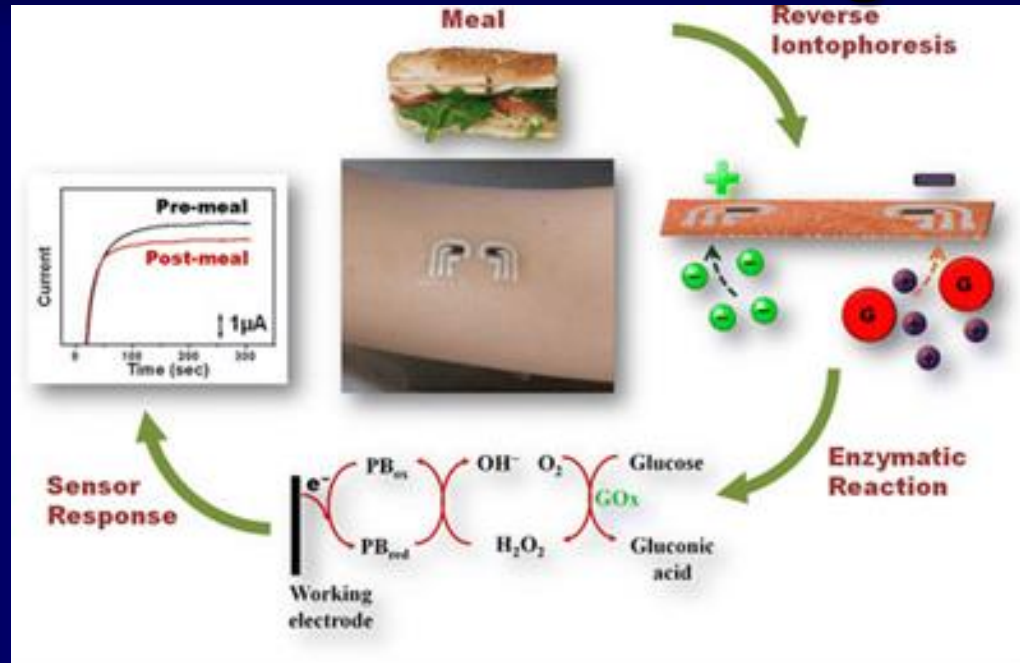 Meal
Reverse
Iontophoresis
+
−
−
−
−
−
G
G
+
+
+
+
Pre-meal
Post-meal
Current
1µA
0 100 200 300
Time (sec)
Enzymatic
Reaction
Sensor
Response
e⁻
PBox OH⁻ O₂ Glucose
GOx
PBred H₂O₂ Gluconic
acid
Working
electrode